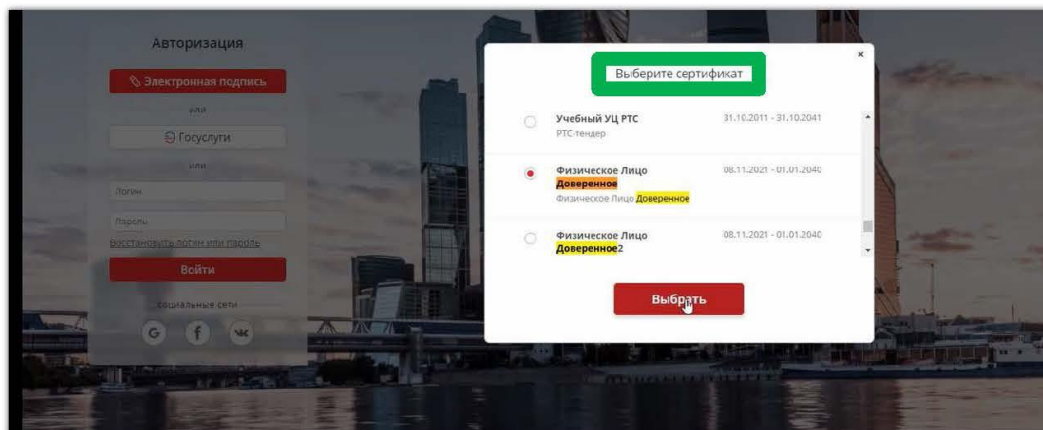 Авторизация
Электронная подпись
или
Госуслуги
или
Логин
Пароль
Восстановить логин или пароль
Войти
социальные сети
G f
Выберите сертификат
×
Учебный УЦ РТС
31.10.2011 - 31.10.2041
РТС-тендер
Физическое Лицо
08.11.2021 - 01.01.2040
Доверенное
Физическое Лицо Доверенное
Физическое Лицо
08.11.2021 - 01.01.2040
Доверенное2
Выбрать